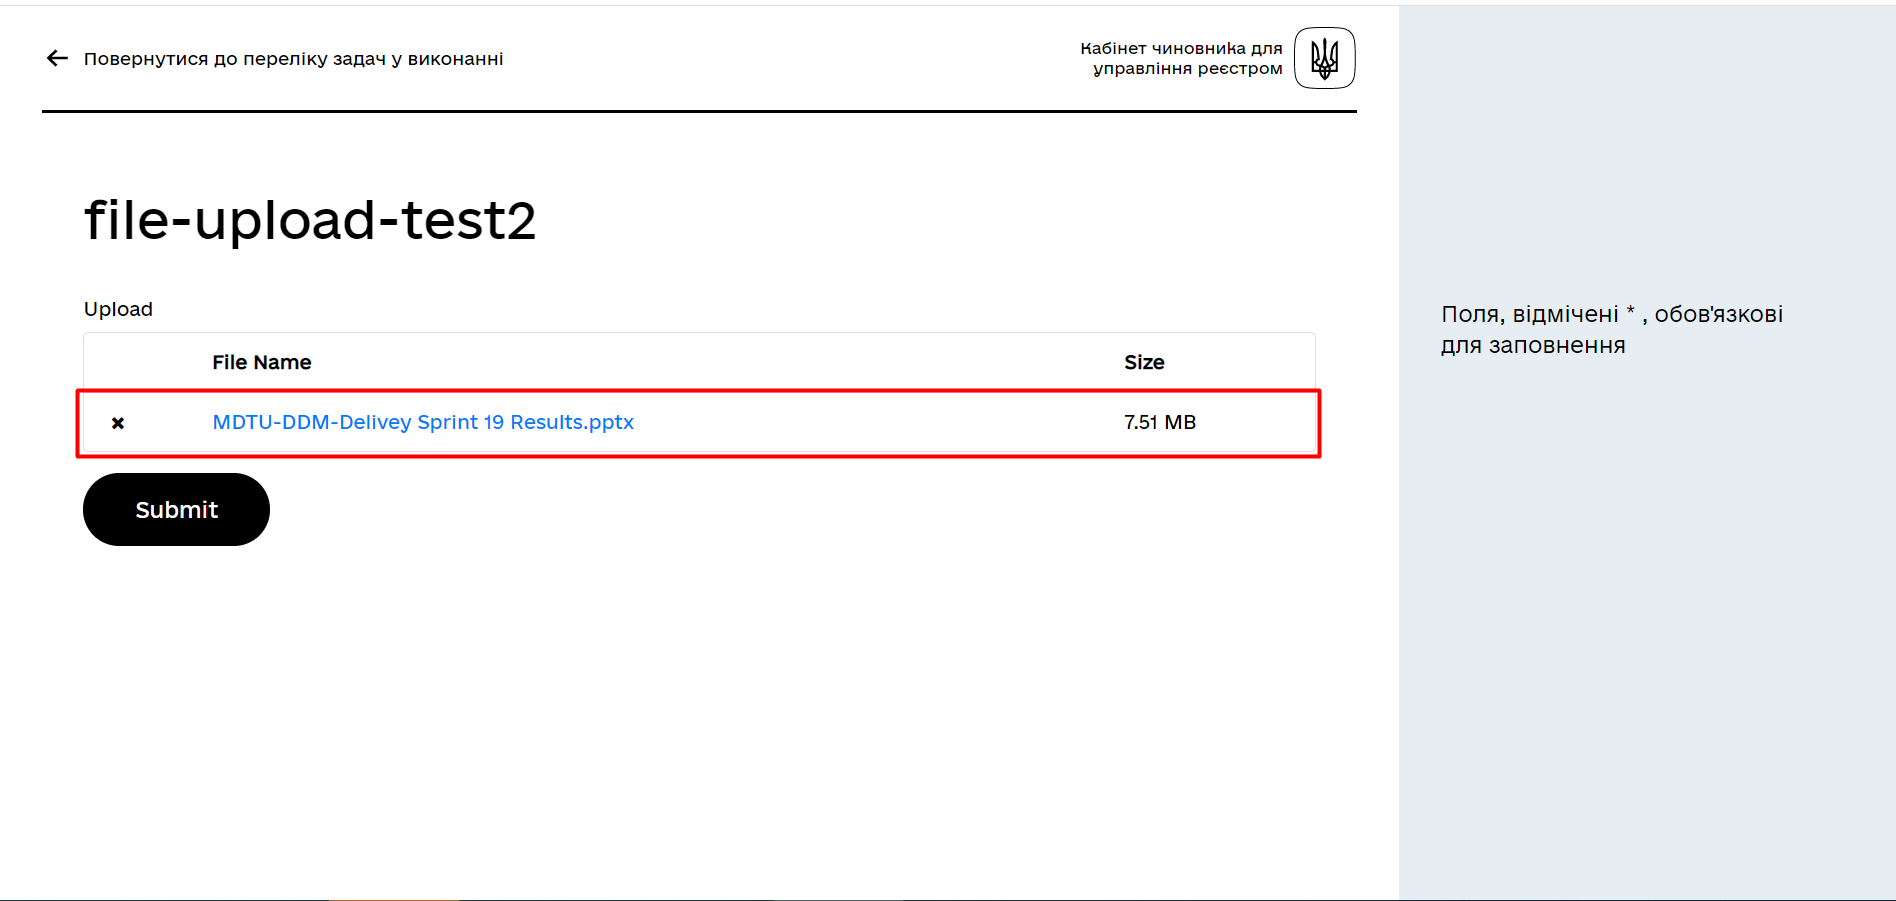 Повернутися до переліку задач у виконанні
Кабінет чиновника для
управління реєстром
file-upload-test2
Upload
File Name Size
MDTU-DDM-Delivey Sprint 19 Results.pptx 7.51 MB
Submit
Поля, відмічені * , обов'язкові
для заповнення